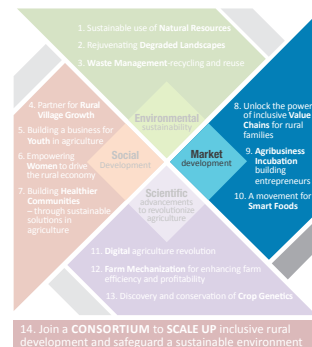 1. Sustainable use of Natural Resources
2. Rejuvenating Degraded Landscapes
3. Waste Management-recycling and reuse
Environmental
sustainability
4. Partner for Rural
Village Growth
5. Building a business for
Youth in agriculture
6. Empowering
Women to drive
the rural economy
7. Building Healthier
Communities
– through sustainable
solutions in
agriculture
Social
Development
Market
development
8. Unlock the power
of inclusive Value
Chains for rural
families
9. Agribusiness
Incubation
building
entrepreneurs
10. A movement for
Smart Foods
Scientific
advancements
to revolutionise
agriculture
11. Digital agriculture revolution
12. Farm Mechanization for enhancing farm
efficiency and profitability
13. Discovery and conservation of Crop Genetics
14. Join a CONSORTIUM to SCALE UP inclusive rural
development and safeguard a sustainable environment